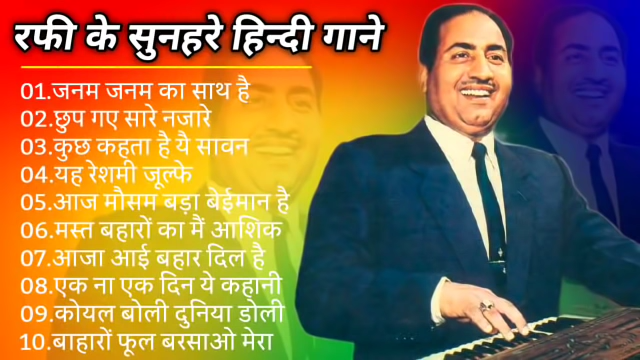 रफी के सुनहरे हिन्दी गाने
01.जनम जनम का साथ है
02.छुप गए सारे नजारे
03.कुछ कहता है यै सावन
04.यह रेशमी जूल्फे
05.आज मौसम बड़ा बेईमान है
06.मस्त बहारों का मैं आशिक
07.आजा आई बहार दिल है
08.एक ना एक दिन ये कहानी
09.कोयल बोली दुनिया डोली
10.बाहारों फूल बरसाओ मेरा